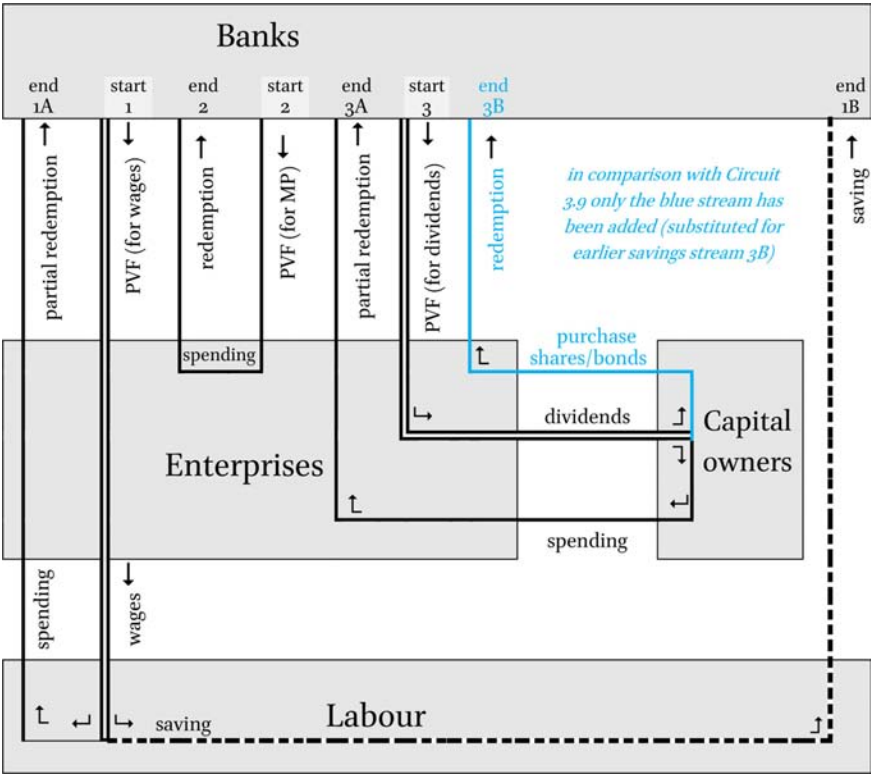 Banks
end
1A
start
1
end
2
start
2
end
3A
start
3
end
3B
end
1B
partial redemption
PVF (for wages)
redemption
PVF (for MP)
partial redemption
PVF (for dividends)
redemption
in comparison with Circuit
3.9 only the blue stream has
been added (substituted for
earlier savings stream 3B)
saving
spending
purchase
shares/bonds
dividends
Capital
owners
Enterprises
spending
spending
wages
saving
Labour